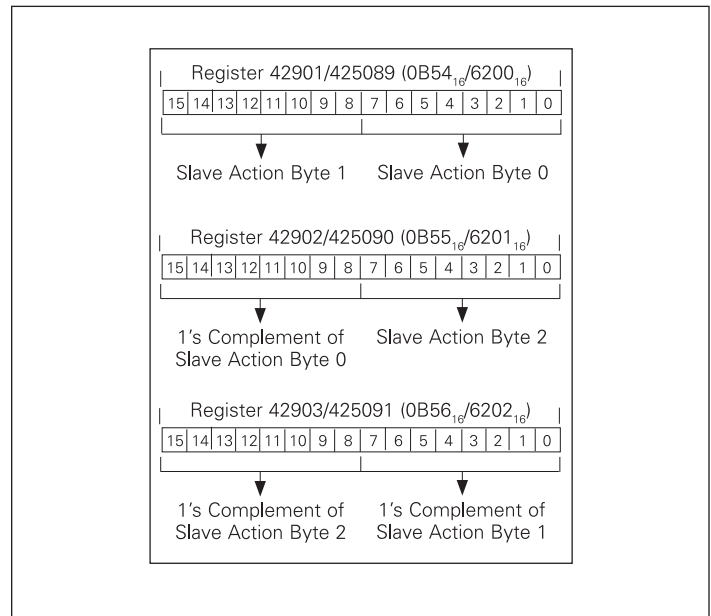 Register 42901/425089 (0B54₁₆/6200₁₆)
15 14 13 12 11 10 9 8 7 6 5 4 3 2 1 0
Slave Action Byte 1 Slave Action Byte 0
Register 42902/425090 (0B55₁₆/6201₁₆)
15 14 13 12 11 10 9 8 7 6 5 4 3 2 1 0
1's Complement of Slave Action Byte 2
Slave Action Byte 0
Register 42903/425091 (0B56₁₆/6202₁₆)
15 14 13 12 11 10 9 8 7 6 5 4 3 2 1 0
1's Complement of 1's Complement of
Slave Action Byte 2 Slave Action Byte 1